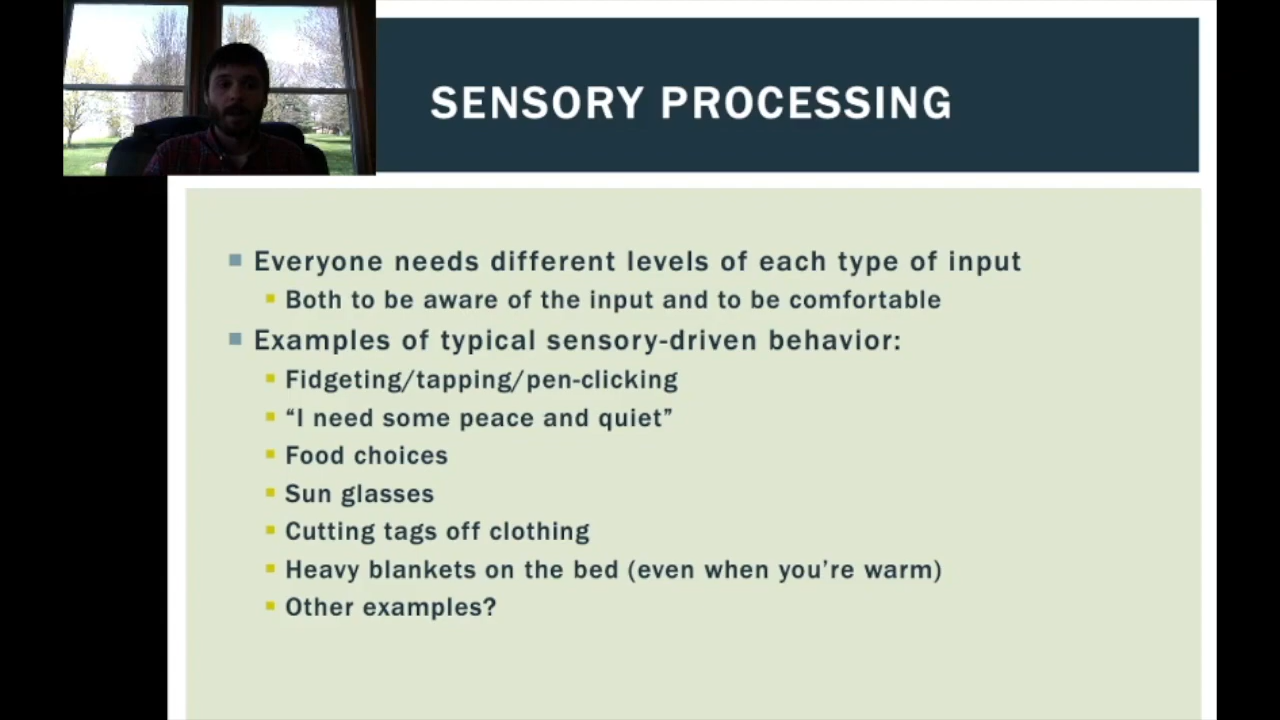 SENSORY PROCESSING
Everyone needs different levels of each type of input
Both to be aware of the input and to be comfortable
Examples of typical sensory-driven behavior:
Fidgeting/tapping/pen-clicking
“I need some peace and quiet”
Food choices
Sun glasses
Cutting tags off clothing
Heavy blankets on the bed (even when you’re warm)
Other examples?